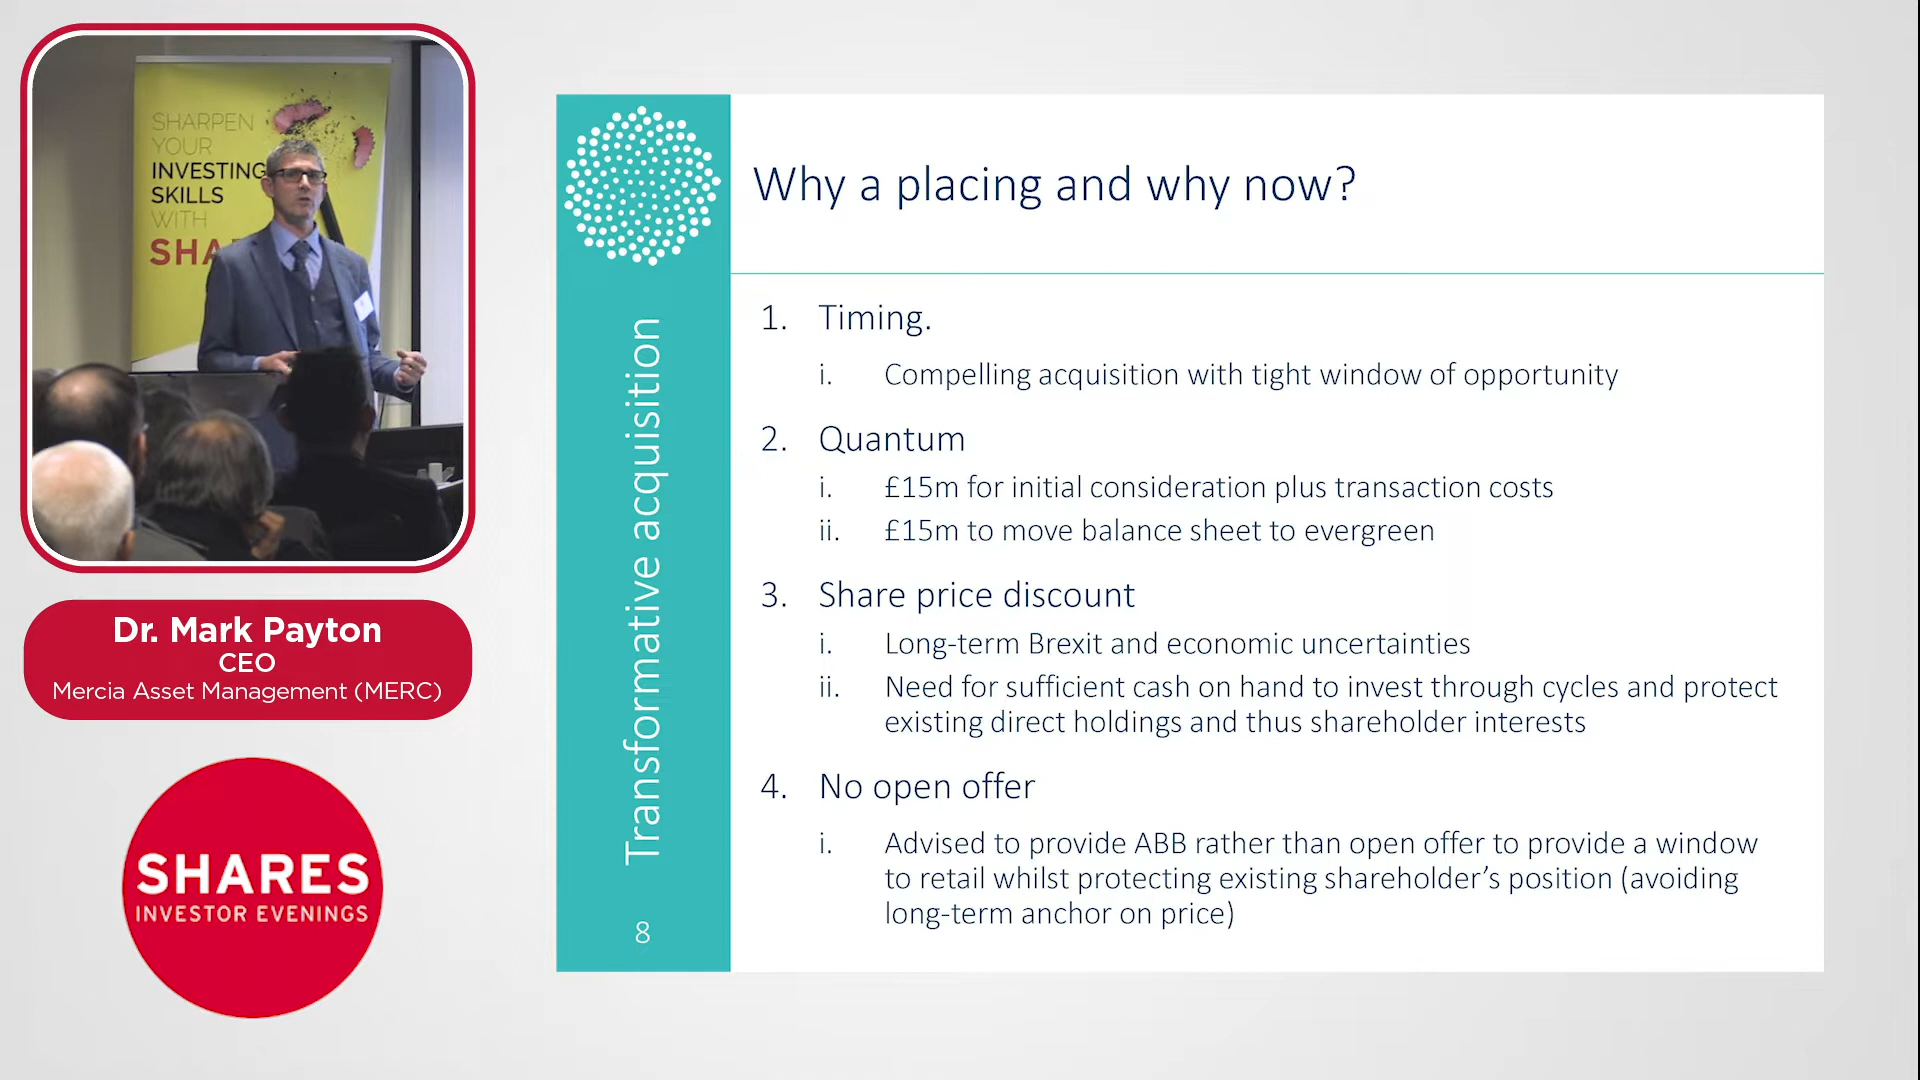 SHARPEN
YOUR
INVESTING
SKILLS
WITH
SHA
Dr. Mark Payton
CEO
Mercia Asset Management (MERC)
SHARES
INVESTOR EVENINGS
Transformative acquisition
8
Why a placing and why now?
1. Timing.
i. Compelling acquisition with tight window of opportunity
2. Quantum
i. £15m for initial consideration plus transaction costs
ii. £15m to move balance sheet to evergreen
3. Share price discount
i. Long-term Brexit and economic uncertainties
ii. Need for sufficient cash on hand to invest through cycles and protect
existing direct holdings and thus shareholder interests
4. No open offer
i. Advised to provide ABB rather than open offer to provide a window
to retail whilst protecting existing shareholder’s position (avoiding
long-term anchor on price)